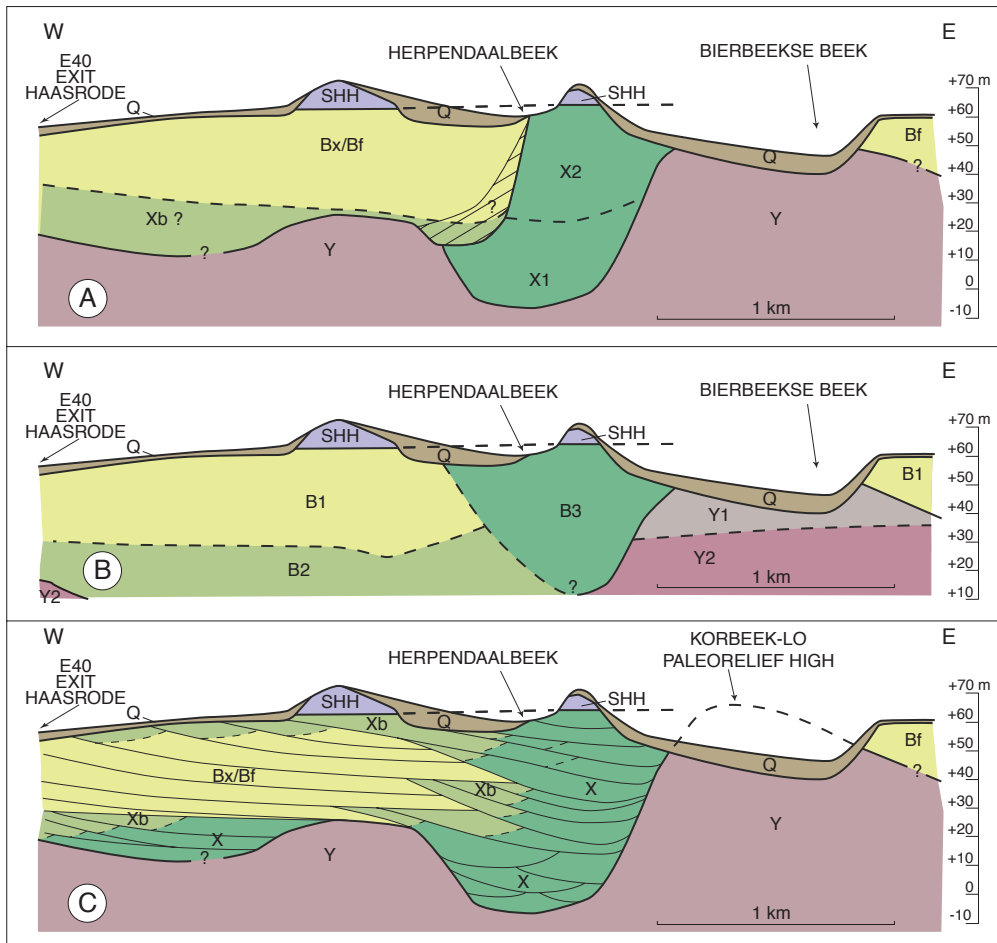 W
E
E40
EXIT
HAASRODE
HERPENDAALBEEK
BIERBEEKSE BEEK
Q
SHH
Q
SHH
Bx/Bf
X2
Q
Bf
?
Xb ?
?
?
Y
X1
Y
A
1 km
+70 m
+60
+50
+40
+30
+20
+10
0
-10
W
E
E40
EXIT
HAASRODE
HERPENDAALBEEK
BIERBEEKSE BEEK
Q
SHH
Q
SHH
B1
B3
Q
Y1
B1
B2
Y2
B
Y2
?
1 km
+70 m
+60
+50
+40
+30
+20
+10
W
E
E40
EXIT
HAASRODE
HERPENDAALBEEK
KORBEEK-LO
PALEORELIEF HIGH
Q
SHH
Xb
Q
SHH
Bx/Bf
Xb
X
Q
Bf
?
Xb
X
?
Y
X
Y
C
1 km
+70 m
+60
+50
+40
+30
+20
+10
0
-10